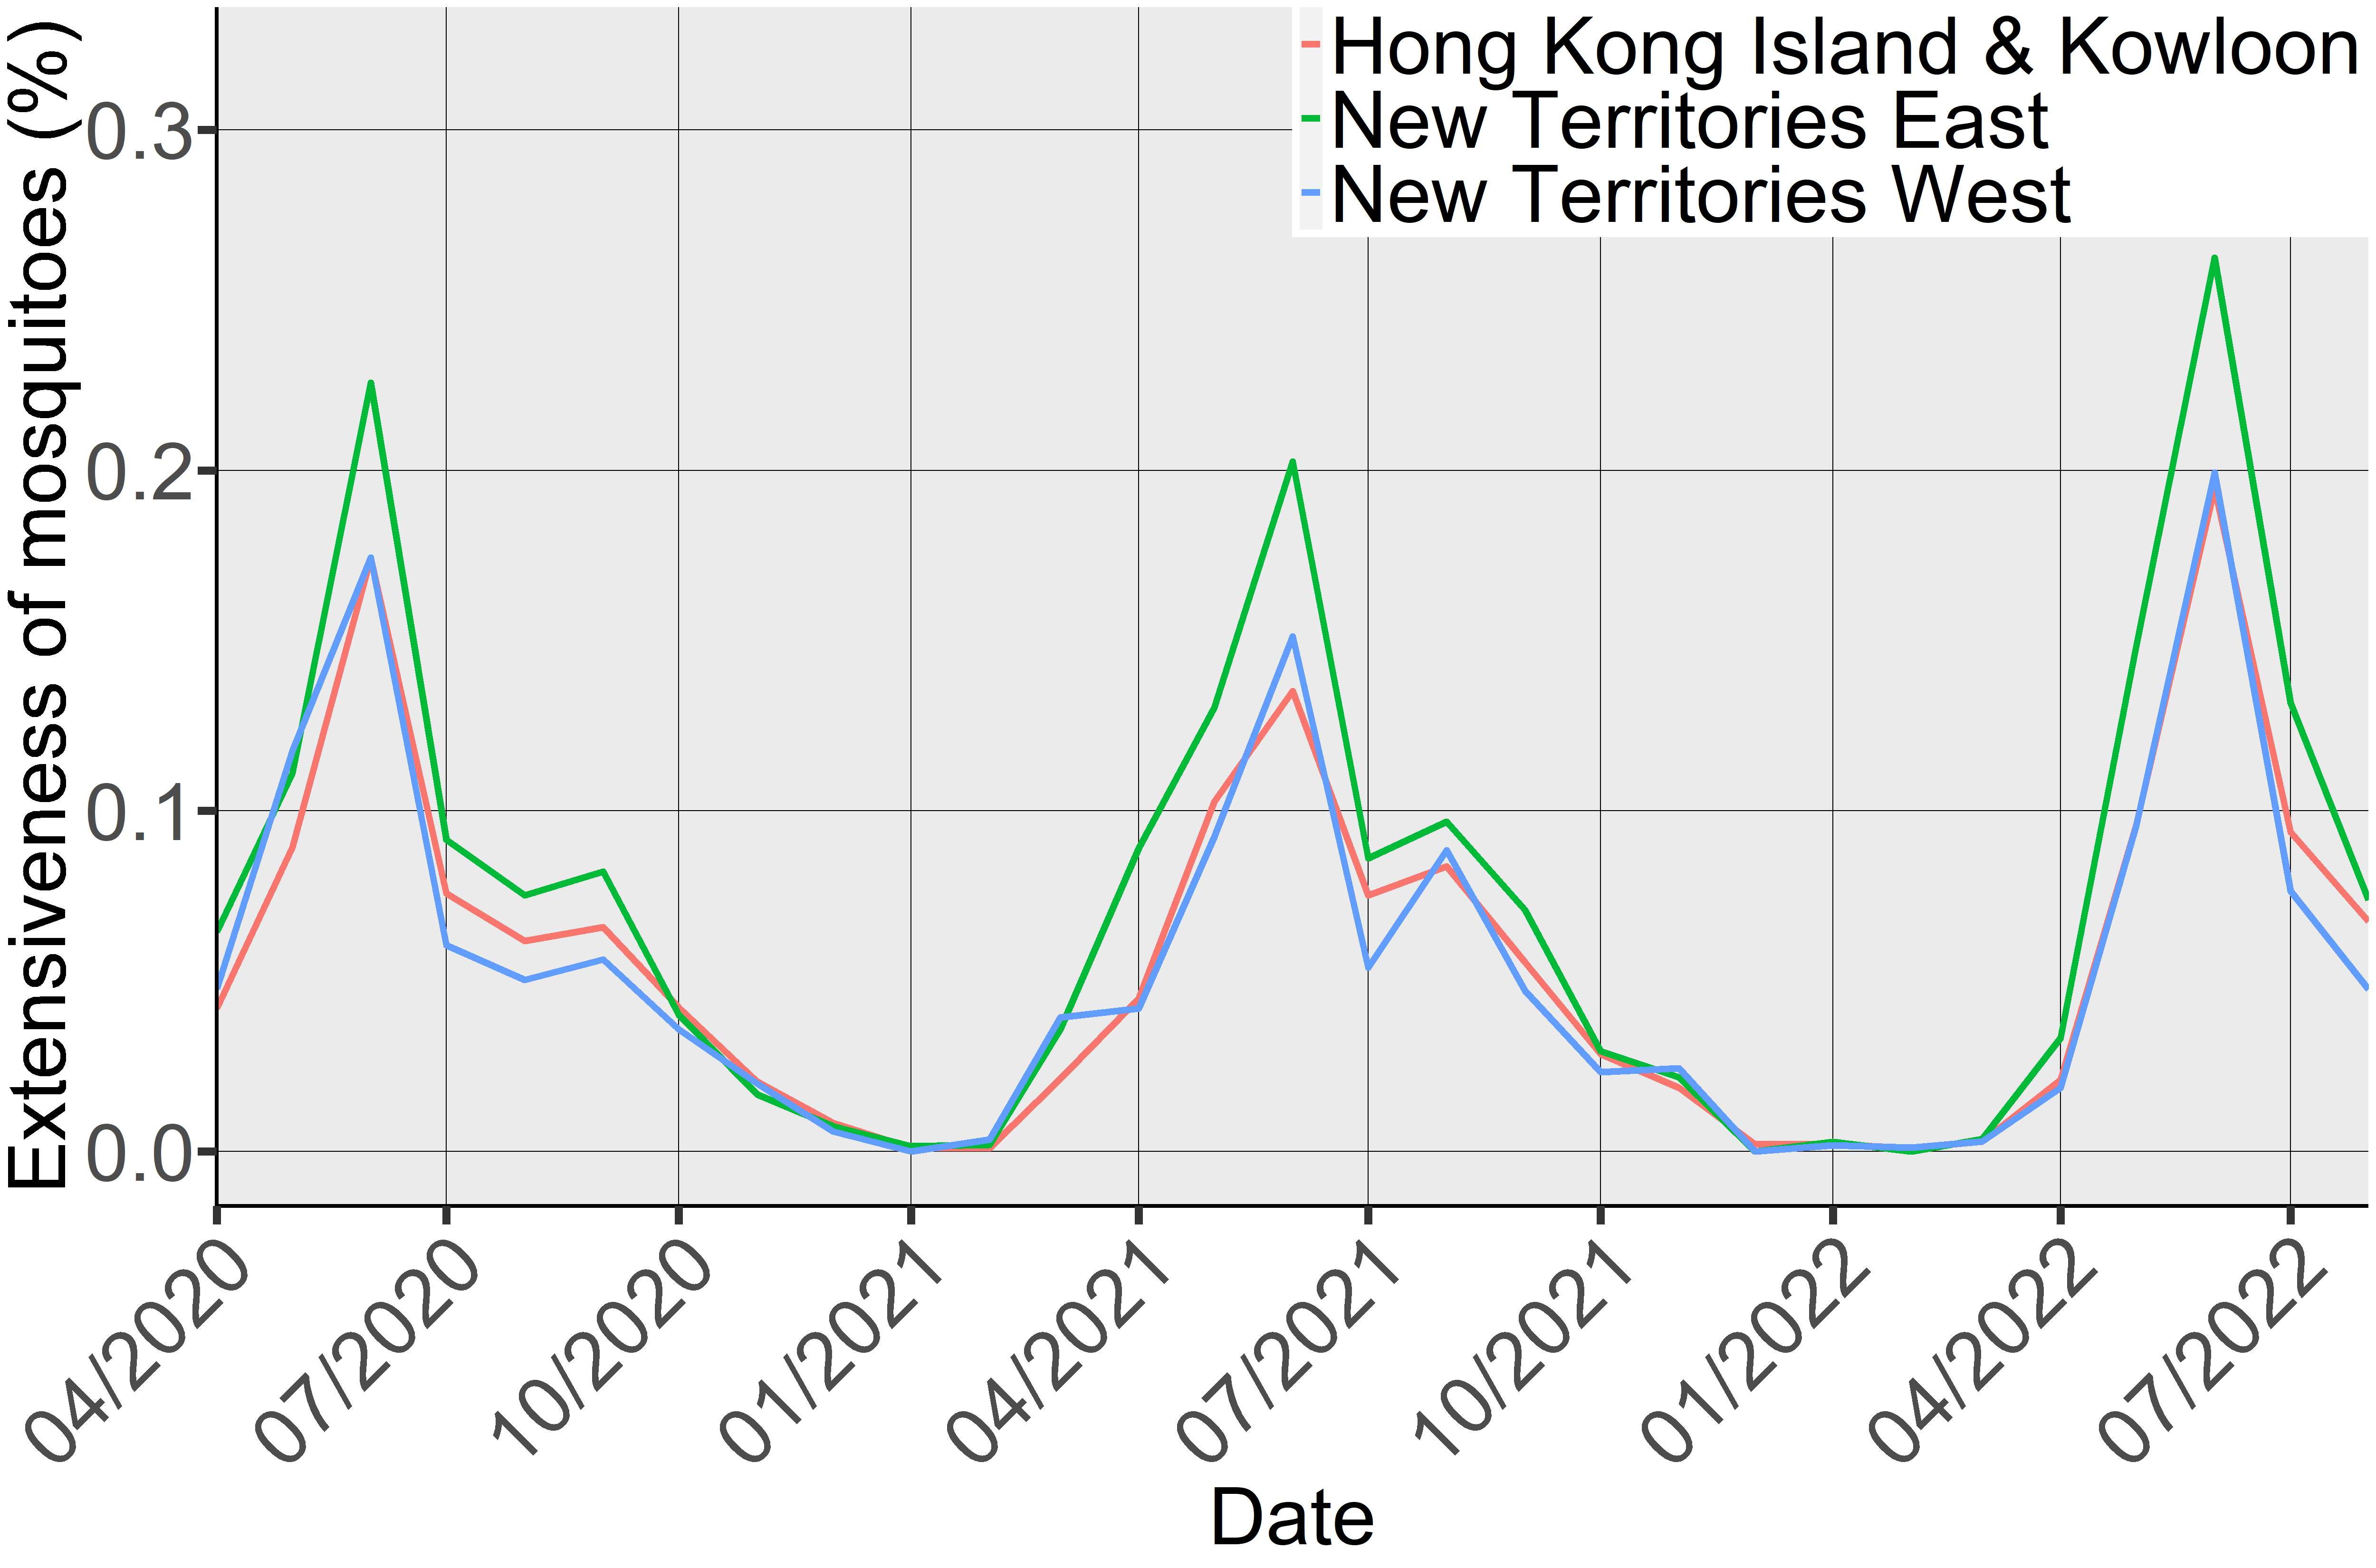 Extensiveness of mosquitoes (%)
0.3
0.2
0.1
0.0
Hong Kong Island & Kowloon
New Territories East
New Territories West
04/2020
07/2020
10/2020
01/2021
04/2021
07/2021
10/2021
01/2022
04/2022
07/2022
Date